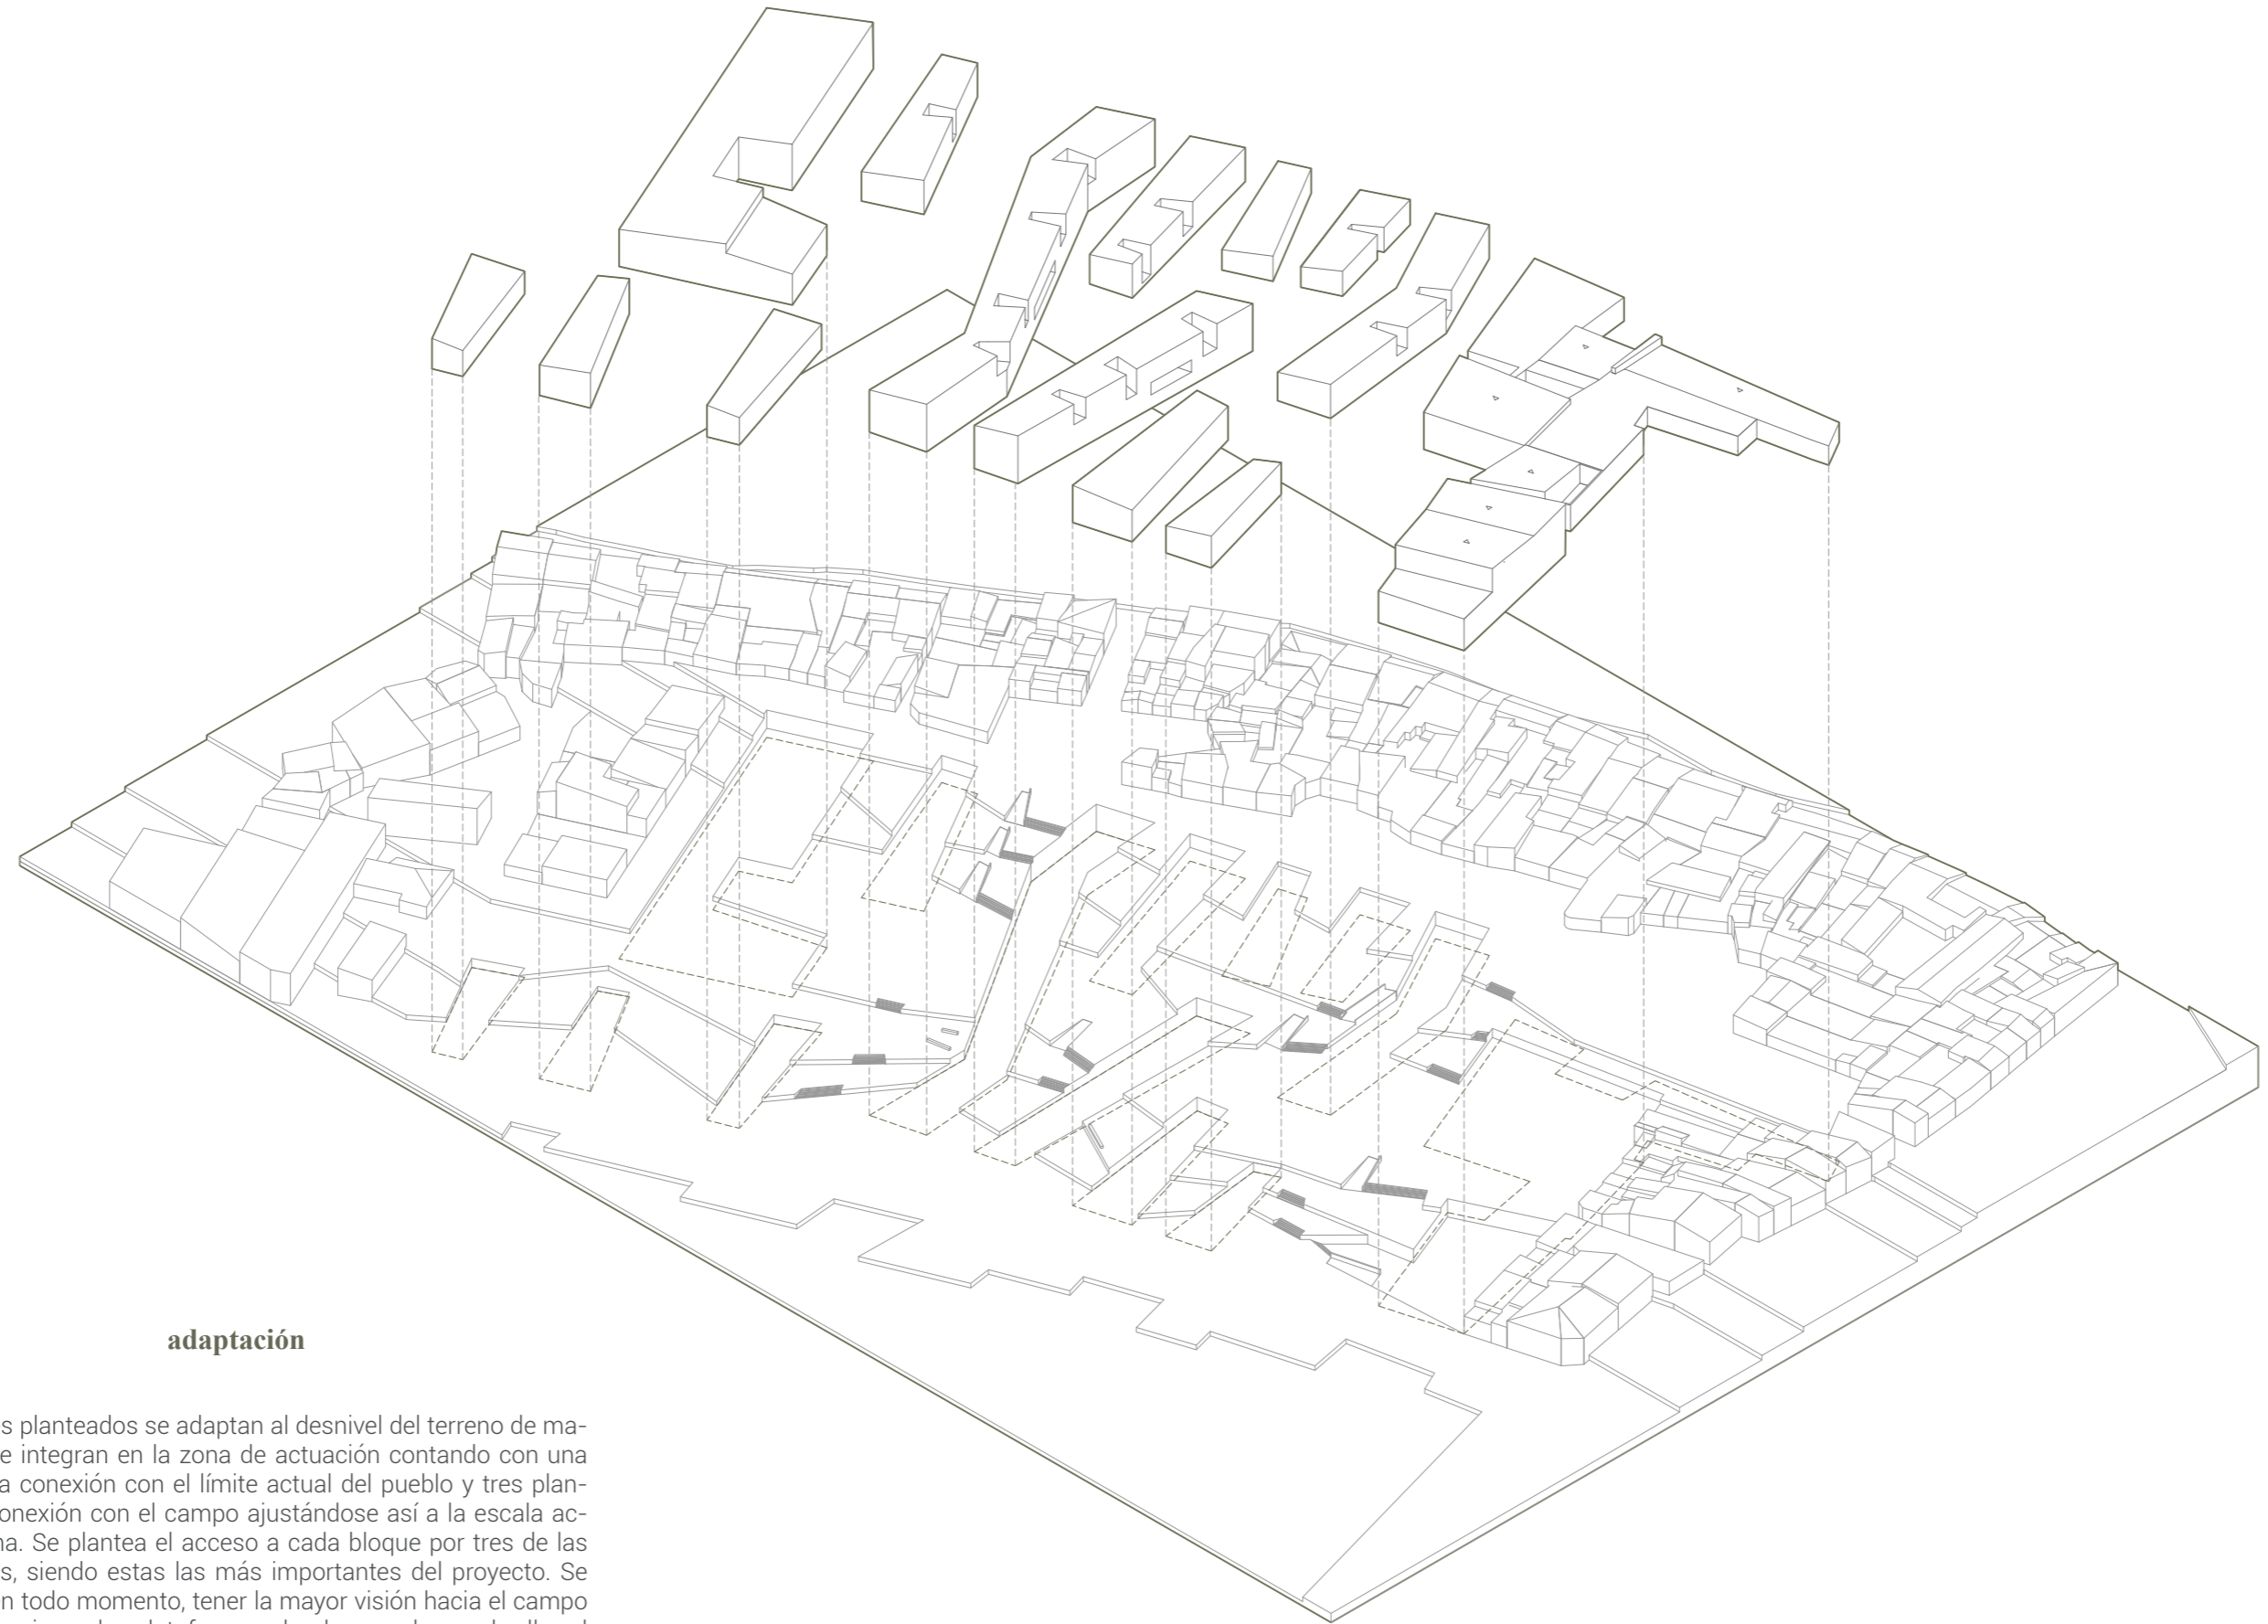 adaptación
s planteados se adaptan al desnivel del terreno de ma-
e integran en la zona de actuación contando con una
a conexión con el límite actual del pueblo y tres plan-
onexión con el campo ajustándose así a la escala ac-
na. Se plantea el acceso a cada bloque por tres de las
s, siendo estas las más importantes del proyecto. Se
n todo momento, tener la mayor visión hacia el campo